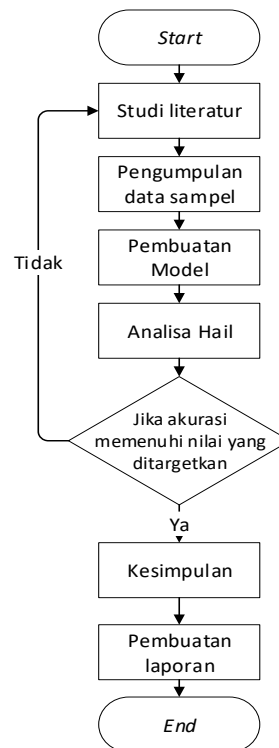 Start
Studi literatur
Pengumpulan
data sampel
Pembuatan
Model
Tidak
Analisa Hail
Jika akurasi
memenuhi nilai yang
ditargetkan
Ya
Kesimpulan
Pembuatan
laporan
End